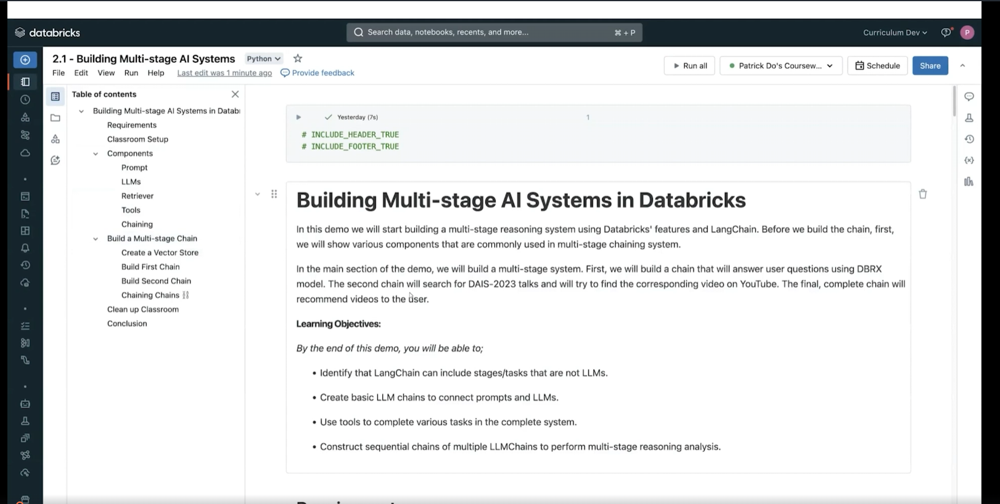 databricks
Search data, notebooks, recents, and more...
⌘ + P
Curriculum Dev
P
2.1 - Building Multi-stage AI Systems
Python
Run all
Patrick Do's Coursew...
Schedule
Share
File Edit View Run Help Last edit was 1 minute ago Provide feedback
Table of contents
Building Multi-stage AI Systems in Datab
Requirements
Classroom Setup
Components
Prompt
LLMs
Retriever
Tools
Chaining
Build a Multi-stage Chain
Create a Vector Store
Build First Chain
Build Second Chain
Chaining Chains ⛓
Clean up Classroom
Conclusion
Yesterday (7s)
1
# INCLUDE_HEADER_TRUE
# INCLUDE_FOOTER_TRUE
Building Multi-stage AI Systems in Databricks
In this demo we will start building a multi-stage reasoning system using Databricks' features and LangChain. Before we build the chain, first,
we will show various components that are commonly used in multi-stage chaining system.
In the main section of the demo, we will build a multi-stage system. First, we will build a chain that will answer user questions using DBRX
model. The second chain will search for DAIS-2023 talks and will try to find the corresponding video on YouTube. The final, complete chain will
recommend videos to the user.
Learning Objectives:
By the end of this demo, you will be able to;
• Identify that LangChain can include stages/tasks that are not LLMs.
• Create basic LLM chains to connect prompts and LLMs.
• Use tools to complete various tasks in the complete system.
• Construct sequential chains of multiple LLMChains to perform multi-stage reasoning analysis.